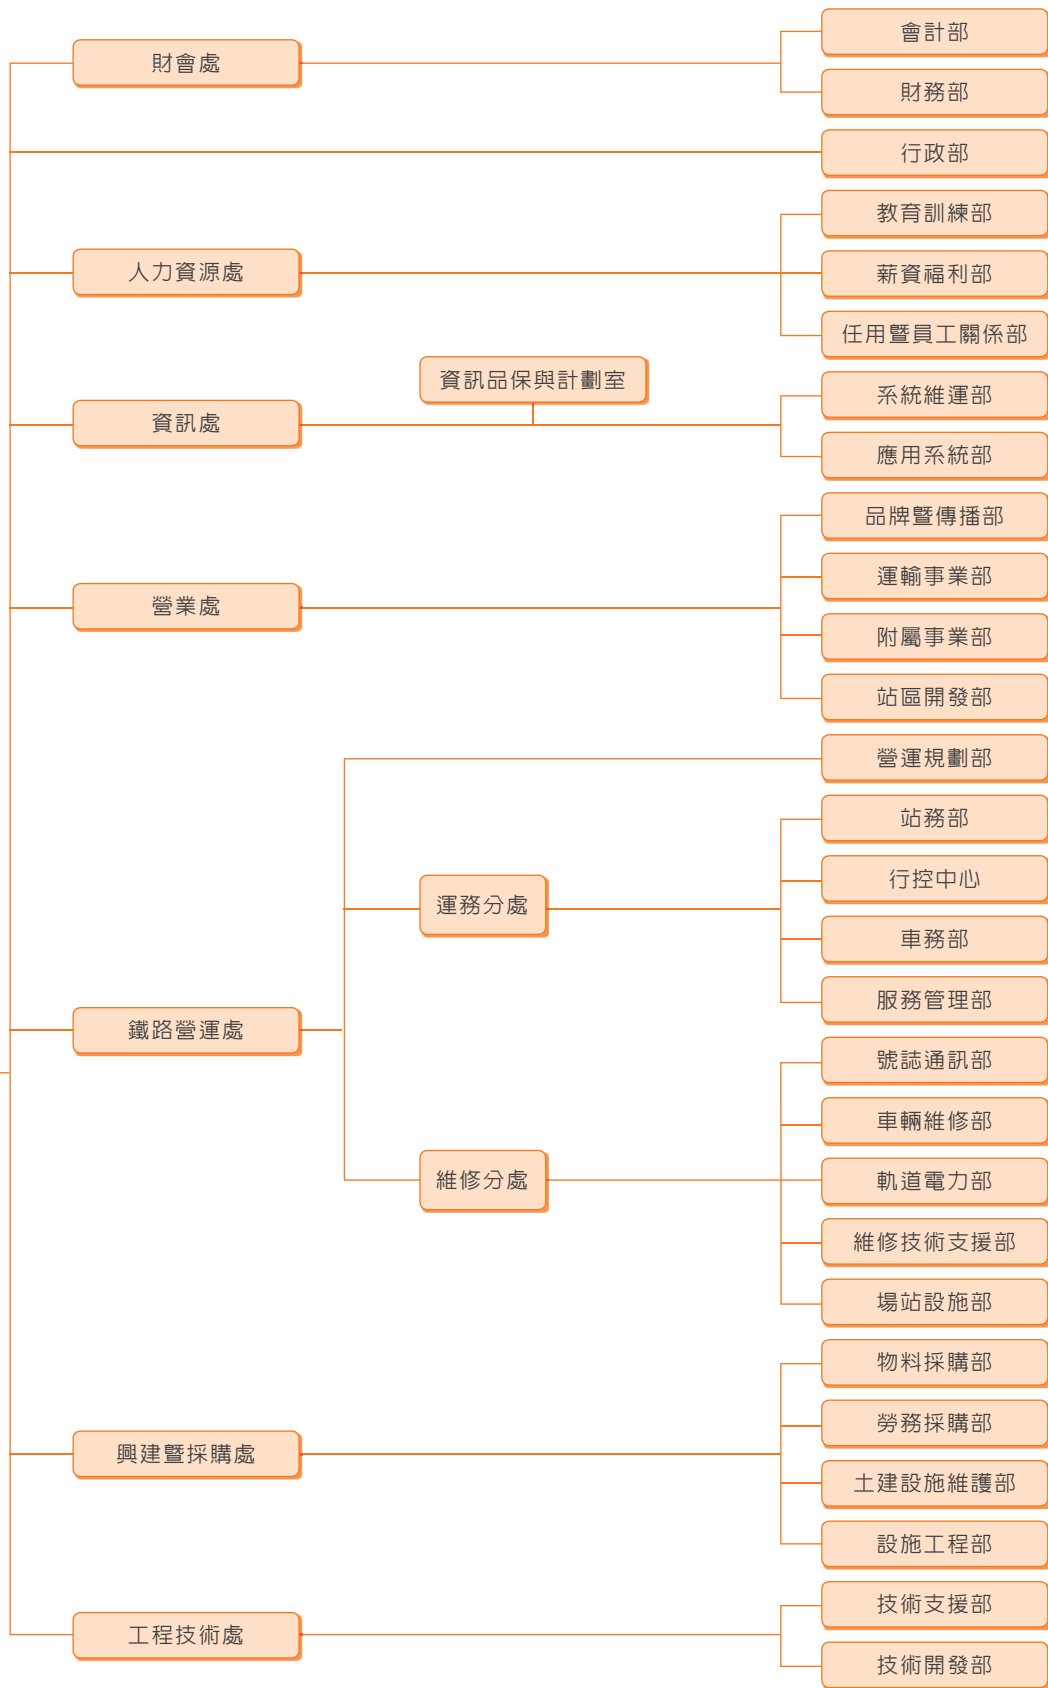 會計部
財會處
財務部
行政部
教育訓練部
人力資源處
薪資福利部
任用暨員工關係部
資訊品保與計劃室
系統維運部
資訊處
應用系統部
品牌暨傳播部
運輸事業部
營業處
附屬事業部
站區開發部
營運規劃部
站務部
行控中心
運務分處
車務部
服務管理部
鐵路營運處
號誌通訊部
車輛維修部
維修分處
軌道電力部
維修技術支援部
場站設施部
物料採購部
勞務採購部
興建暨採購處
土建設施維護部
設施工程部
技術支援部
工程技術處
技術開發部